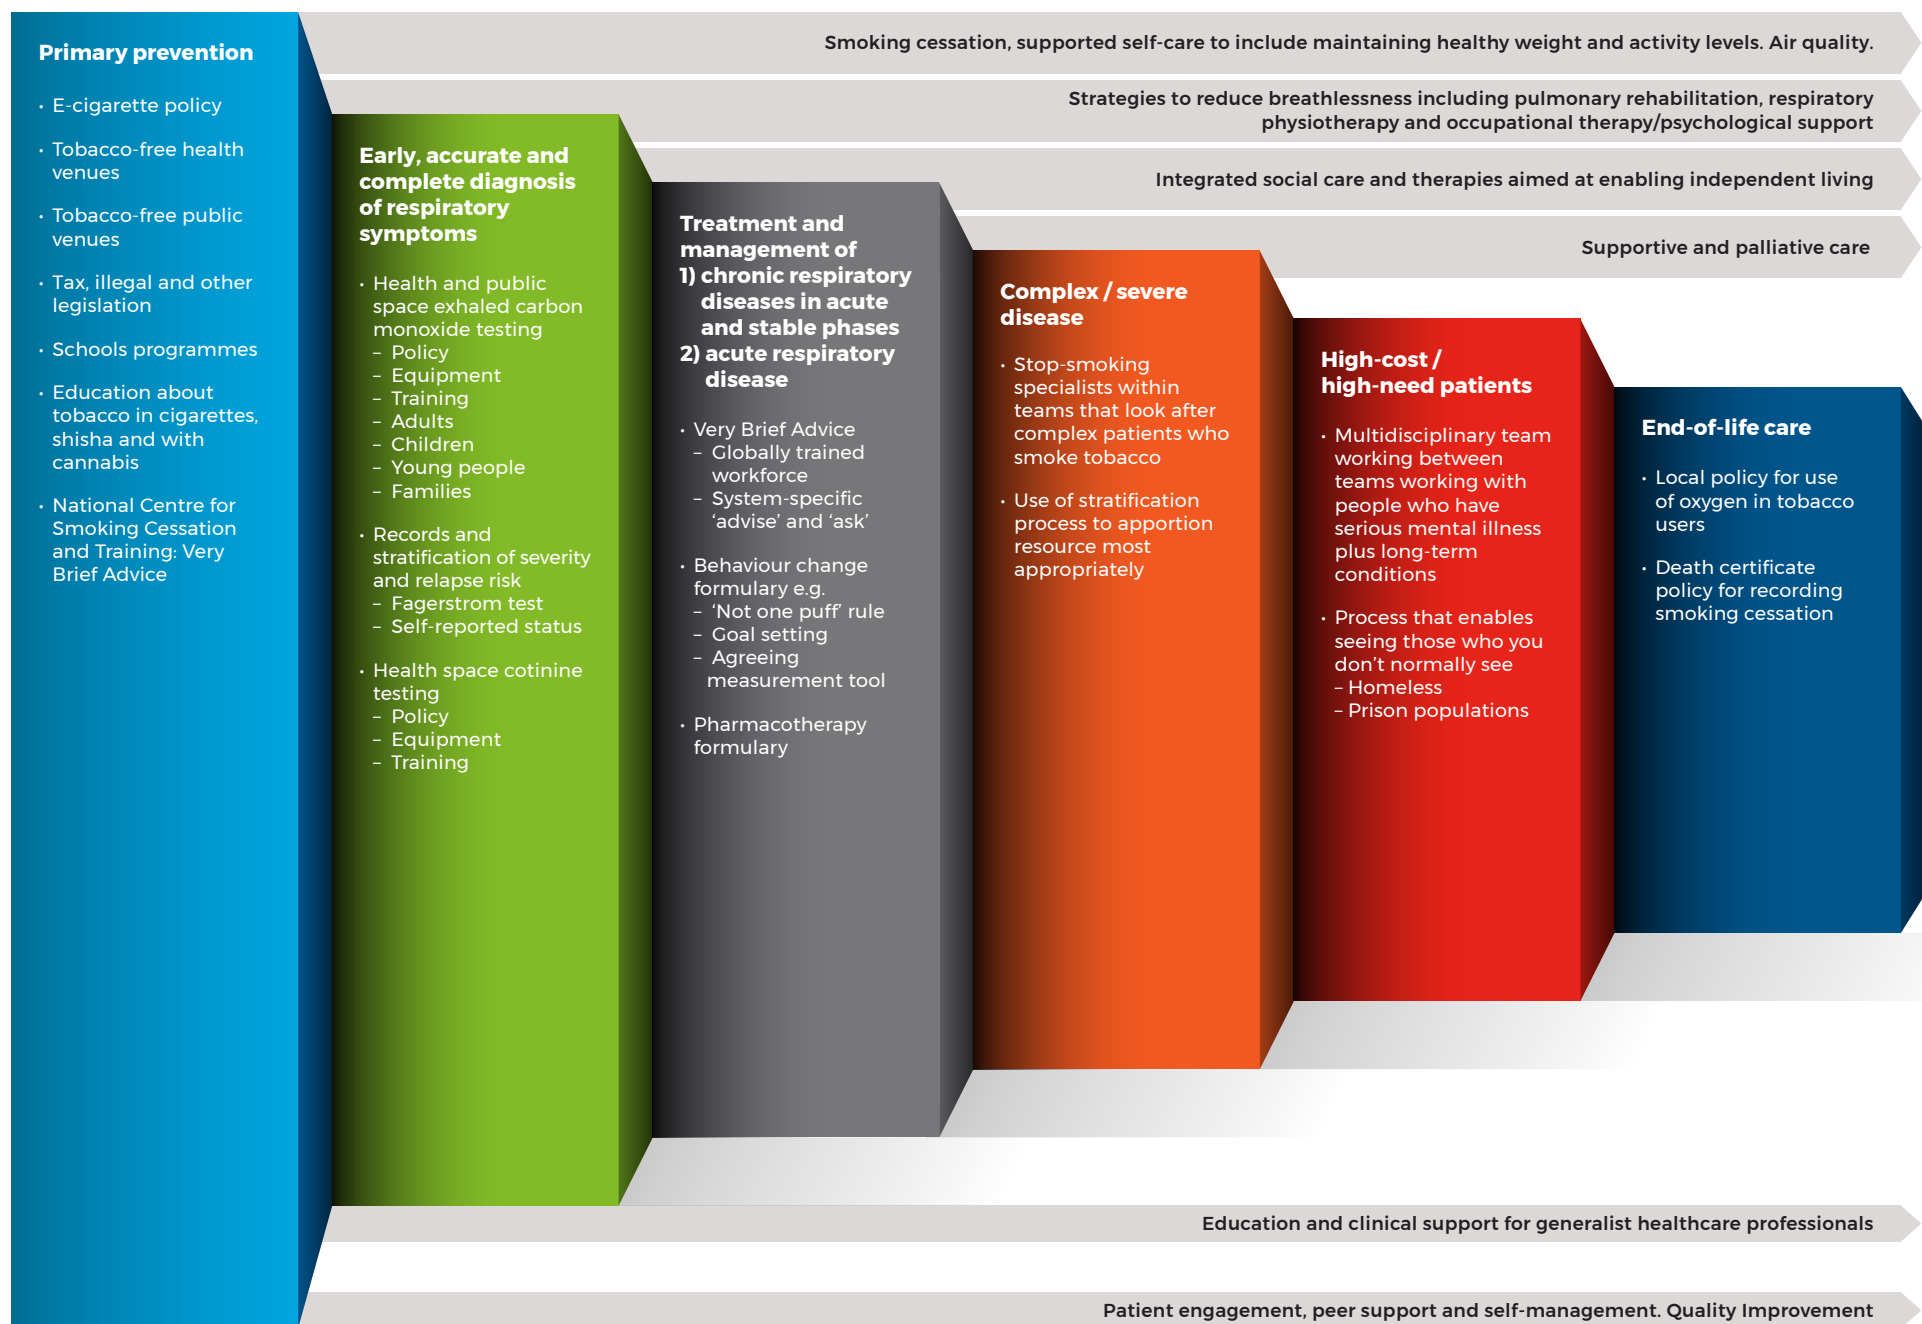 Smoking cessation, supported self-care to include maintaining healthy weight and activity levels. Air quality.
Strategies to reduce breathlessness including pulmonary rehabilitation, respiratory
physiotherapy and occupational therapy/psychological support
Integrated social care and therapies aimed at enabling independent living
Supportive and palliative care
Primary prevention
• E-cigarette policy
• Tobacco-free health
venues
• Tobacco-free public
venues
• Tax, illegal and other
legislation
• Schools programmes
• Education about
tobacco in cigarettes,
shisha and with
cannabis
• National Centre for
Smoking Cessation
and Training: Very
Brief Advice
Early, accurate and
complete diagnosis
of respiratory
symptoms
• Health and public
space exhaled carbon
monoxide testing
– Policy
– Equipment
– Training
– Adults
– Children
– Young people
– Families
• Records and
stratification of severity
and relapse risk
– Fagerstrom test
– Self-reported status
• Health space cotinine
testing
– Policy
– Equipment
– Training
Treatment and
management of
1) chronic respiratory
diseases in acute
and stable phases
2) acute respiratory
disease
• Very Brief Advice
– Globally trained
workforce
– System-specific
‘advise’ and ‘ask’
• Behaviour change
formulary e.g.
– ‘Not one puff’ rule
– Goal setting
– Agreeing
measurement tool
• Pharmacotherapy
formulary
Complex / severe
disease
• Stop-smoking
specialists within
teams that look after
complex patients who
smoke tobacco
• Use of stratification
process to apportion
resource most
appropriately
High-cost /
high-need patients
• Multidisciplinary team
working between
teams working with
people who have
serious mental illness
plus long-term
conditions
• Process that enables
seeing those who you
don’t normally see
– Homeless
– Prison populations
End-of-life care
• Local policy for use
of oxygen in tobacco
users
• Death certificate
policy for recording
smoking cessation
Education and clinical support for generalist healthcare professionals
Patient engagement, peer support and self-management. Quality Improvement